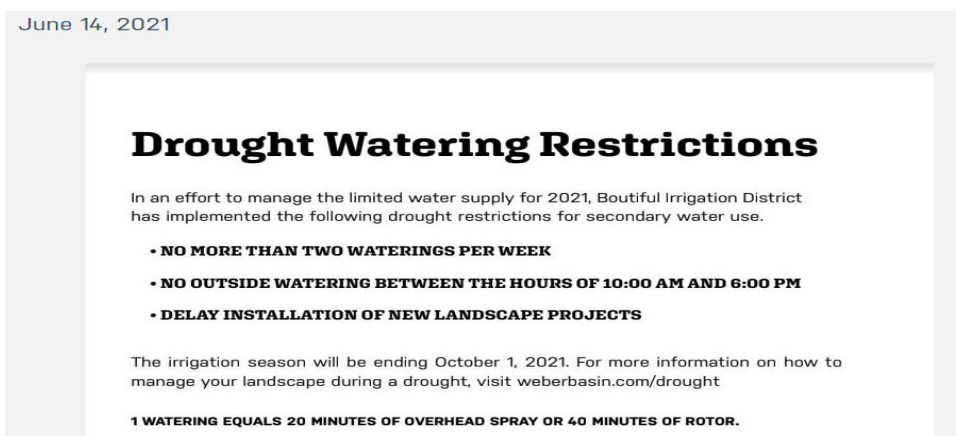 June 14, 2021
Drought Watering Restrictions
In an effort to manage the limited water supply for 2021, Boutiful Irrigation District
has implemented the following drought restrictions for secondary water use.
• NO MORE THAN TWO WATERINGS PER WEEK
• NO OUTSIDE WATERING BETWEEN THE HOURS OF 10:00 AM AND 6:00 PM
• DELAY INSTALLATION OF NEW LANDSCAPE PROJECTS
The irrigation season will be ending October 1, 2021. For more information on how to
manage your landscape during a drought, visit weberbasin.com/drought
1 WATERING EQUALS 20 MINUTES OF OVERHEAD SPRAY OR 40 MINUTES OF ROTOR.